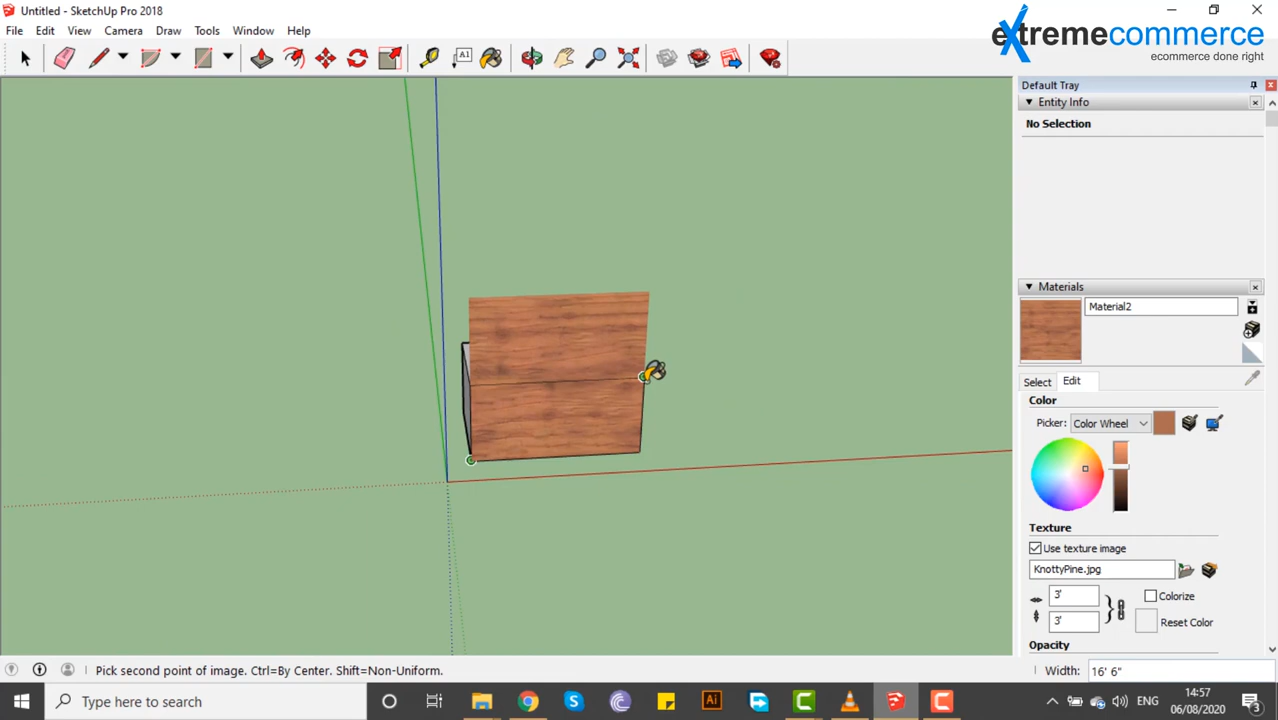 Untitled - SketchUp Pro 2018
File Edit View Camera Draw Tools Window Help
extremecommerce
ecommerce done right
A1
Default Tray
Entity Info
No Selection
Materials
Material2
Select Edit
Color
Picker: Color Wheel
Texture
Use texture image
KnottyPine.jpg
3'
Colorize
3'
Reset Color
Opacity
Pick second point of image. Ctrl=By Center. Shift=Non-Uniform.
Width: 16' 6"
Type here to search
Ai
ENG
14:57
06/08/2020
3